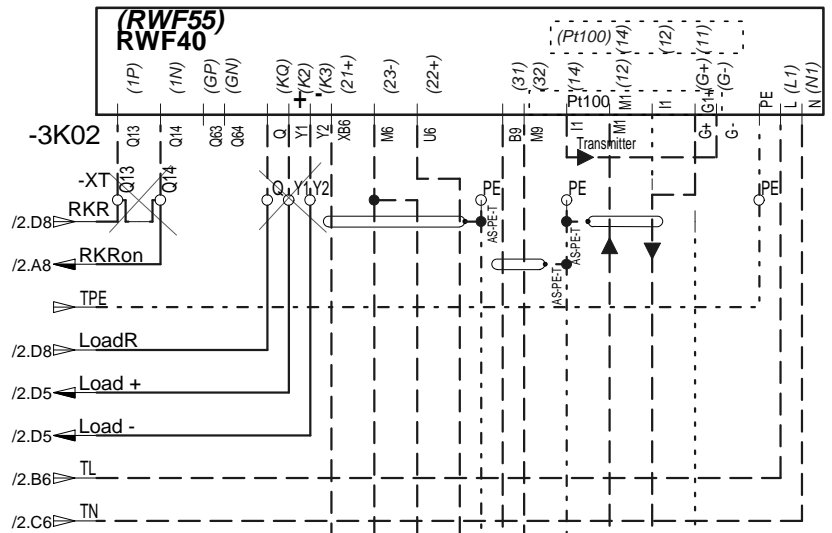 (RWF55)
RWF40
(Pt100) (14) (12) (11)
(1P) (1N) (GP) (GN) (KQ) (K2) (K3) (21+) (23-) (22+) (31) (32) (14) (12) (G+) (G-) (L1) (N1)
+ -
Pt100 M1 I1 G1+ PE L N
-3K02 Q13 Q14 Q63 Q64 Q Y1 Y2 XB6 M6 U6 B9 M9 I1 M1 G+ G-
Transmitter
-XT Q13 Q14 Q Y1 Y2 PE PE PE
/2.D8 RKR
AS-PE-T AS-PE-T
/2.A8 RKRon
AS-PE-T
TPE
/2.D8 LoadR
/2.D5 Load +
/2.D5 Load -
/2.B6 TL
/2.C6 TN